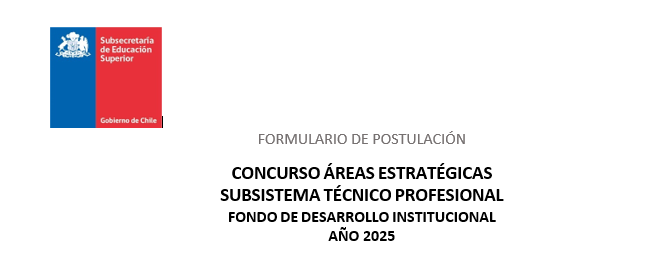 Subsecretaría
de Educación
Superior
Gobierno de Chile
FORMULARIO DE POSTULACIÓN
CONCURSO ÁREAS ESTRATÉGICAS
SUBSISTEMA TÉCNICO PROFESIONAL
FONDO DE DESARROLLO INSTITUCIONAL
AÑO 2025